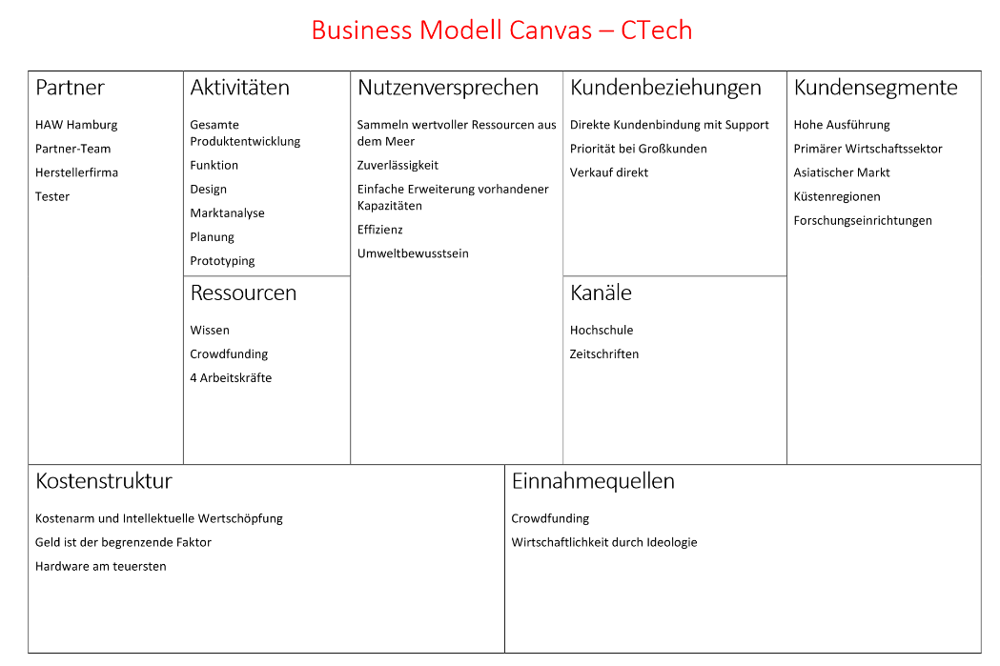 Business Modell Canvas – CTech
Partner
HAW Hamburg
Partner-Team
Herstellerfirma
Tester
Aktivitäten
Gesamte
Produktentwicklung
Funktion
Design
Marktanalyse
Planung
Prototyping
Ressourcen
Wissen
Crowdfunding
4 Arbeitskräfte
Nutzenversprechen
Sammeln wertvoller Ressourcen aus
dem Meer
Zuverlässigkeit
Einfache Erweiterung vorhandener
Kapazitäten
Effizienz
Umweltbewusstsein
Kundenbeziehungen
Direkte Kundenbindung mit Support
Priorität bei Großkunden
Verkauf direkt
Kanäle
Hochschule
Zeitschriften
Kundensegmente
Hohe Ausführung
Primärer Wirtschaftssektor
Asiatischer Markt
Küstenregionen
Forschungseinrichtungen
Kostenstruktur
Kostenarm und Intellektuelle Wertschöpfung
Geld ist der begrenzende Faktor
Hardware am teuersten
Einnahmequellen
Crowdfunding
Wirtschaftlichkeit durch Ideologie